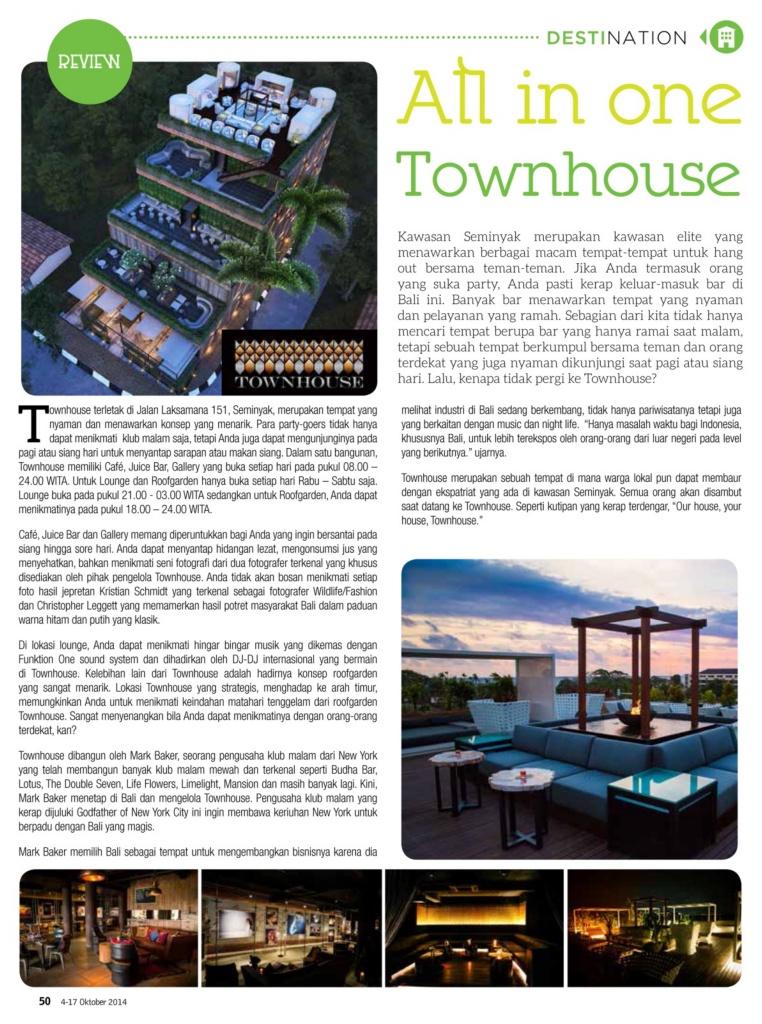 DESTINATION
REVIEW
All in one
Townhouse
TOWNHOUSE
Kawasan Seminyak merupakan kawasan elite yang
menawarkan berbagai macam tempat-tempat untuk hang
out bersama teman-teman. Jika Anda termasuk orang
yang suka party, Anda pasti kerap keluar-masuk bar di
Bali ini. Banyak bar menawarkan tempat yang nyaman
dan pelayanan yang ramah. Sebagian dari kita tidak hanya
mencari tempat berupa bar yang hanya ramai saat malam,
tetapi sebuah tempat berkumpul bersama teman dan orang
terdekat yang juga nyaman dikunjungi saat pagi atau siang
hari. Lalu, kenapa tidak pergi ke Townhouse?
Townhouse terletak di Jalan Laksamana 151, Seminyak, merupakan tempat yang
nyaman dan menawarkan konsep yang menarik. Para party-goers tidak hanya
dapat menikmati klub malam saja, tetapi Anda juga dapat mengunjunginya pada
pagi atau siang hari untuk menyantap sarapan atau makan siang. Dalam satu bangunan,
Townhouse memiliki Café, Juice Bar, Gallery yang buka setiap hari pada pukul 08.00 –
24.00 WITA. Untuk Lounge dan Roofgarden hanya buka setiap hari Rabu – Sabtu saja.
Lounge buka pada pukul 21.00 - 03.00 WITA sedangkan untuk Roofgarden, Anda dapat
menikmatinya pada pukul 18.00 – 24.00 WITA.
Café, Juice Bar dan Gallery memang diperuntukkan bagi Anda yang ingin bersantai pada
siang hingga sore hari. Anda dapat menyantap hidangan lezat, mengonsumsi jus yang
menyehatkan, bahkan menikmati seni fotografi dari dua fotografer terkenal yang khusus
disediakan oleh pihak pengelola Townhouse. Anda tidak akan bosan menikmati setiap
foto hasil jepretan Kristian Schmidt yang terkenal sebagai fotografer Wildlife/Fashion
dan Christopher Leggett yang memamerkan hasil potret masyarakat Bali dalam paduan
warna hitam dan putih yang klasik.
Di lokasi lounge, Anda dapat menikmati hingar bingar musik yang dikemas dengan
Funktion One sound system dan dihadirkan oleh DJ-DJ internasional yang bermain
di Townhouse. Kelebihan lain dari Townhouse adalah hadirnya konsep roofgarden
yang sangat menarik. Lokasi Townhouse yang strategis, menghadap ke arah timur,
memungkinkan Anda untuk menikmati keindahan matahari tenggelam dari roofgarden
Townhouse. Sangat menyenangkan bila Anda dapat menikmatinya dengan orang-orang
terdekat, kan?
Townhouse dibangun oleh Mark Baker, seorang pengusaha klub malam dari New York
yang telah membangun banyak klub malam mewah dan terkenal seperti Budha Bar,
Lotus, The Double Seven, Life Flowers, Limelight, Mansion dan masih banyak lagi. Kini,
Mark Baker menetap di Bali dan mengelola Townhouse. Pengusaha klub malam yang
kerap dijuluki Godfather of New York City ini ingin membawa keriuhan New York untuk
berpadu dengan Bali yang magis.
Mark Baker memilih Bali sebagai tempat untuk mengembangkan bisnisnya karena dia
melihat industri di Bali sedang berkembang, tidak hanya pariwisatanya tetapi juga
yang berkaitan dengan music dan night life. “Hanya masalah waktu bagi Indonesia,
khususnya Bali, untuk lebih terekspos oleh orang-orang dari luar negeri pada level
yang berikutnya.” ujarnya.
Townhouse merupakan sebuah tempat di mana warga lokal pun dapat membaur
dengan ekspatriat yang ada di kawasan Seminyak. Semua orang akan disambut
saat datang ke Townhouse. Seperti kutipan yang kerap terdengar, “Our house, your
house, Townhouse.”
50 4-17 Oktober 2014